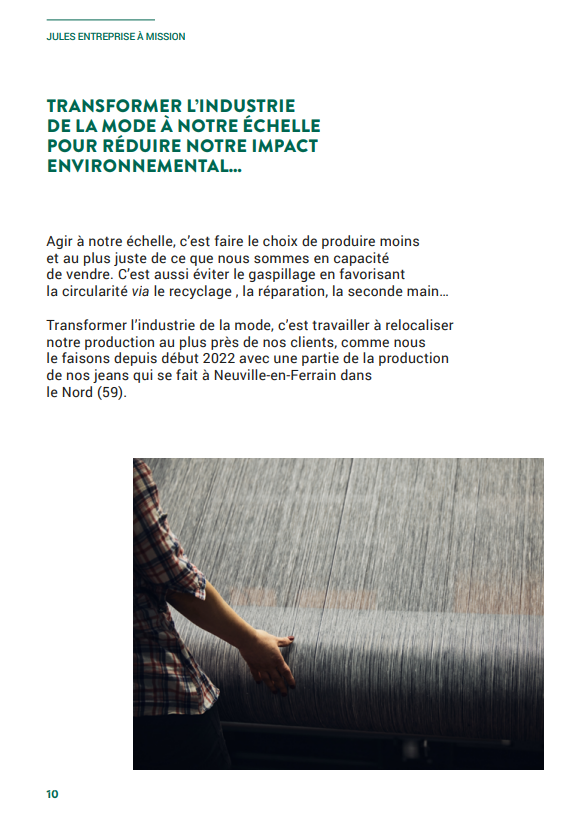 JULES ENTREPRISE À MISSION
TRANSFORMER L'INDUSTRIE
DE LA MODE À NOTRE ÉCHELLE
POUR RÉDUIRE NOTRE IMPACT
ENVIRONNEMENTAL...
Agir à notre échelle, c'est faire le choix de produire moins
et au plus juste de ce que nous sommes en capacité
de vendre. C'est aussi éviter le gaspillage en favorisant
la circularité via le recyclage , la réparation, la seconde main...
Transformer l'industrie de la mode, c'est travailler à relocaliser
notre production au plus près de nos clients, comme nous
le faisons depuis début 2022 avec une partie de la production
de nos jeans qui se fait à Neuville-en-Ferrain dans
le Nord (59).
10